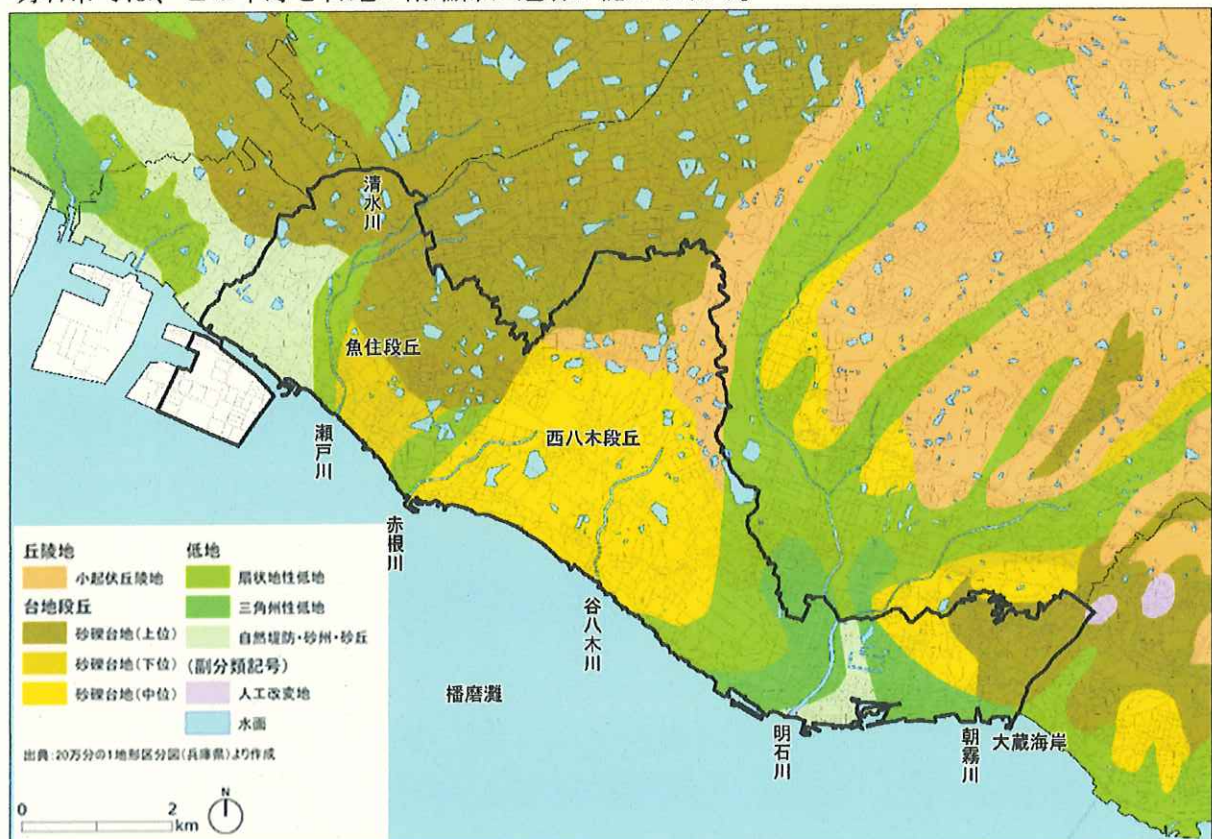 清水川
魚住段丘
西八木段丘
瀬戸川
赤根川
谷八木川
播磨灘
明石川
朝霧川
大蔵海岸
丘陵地
小起伏丘陵地
台地段丘
砂礫台地(上位)
砂礫台地(下位)
砂礫台地(中位)
低地
扇状地性低地
三角州性低地
自然堤防・砂州・砂丘
(副分類記号)
人工改変地
水面
出典:20万分の1地形区分図(兵庫県)より作成
0 2
km
N